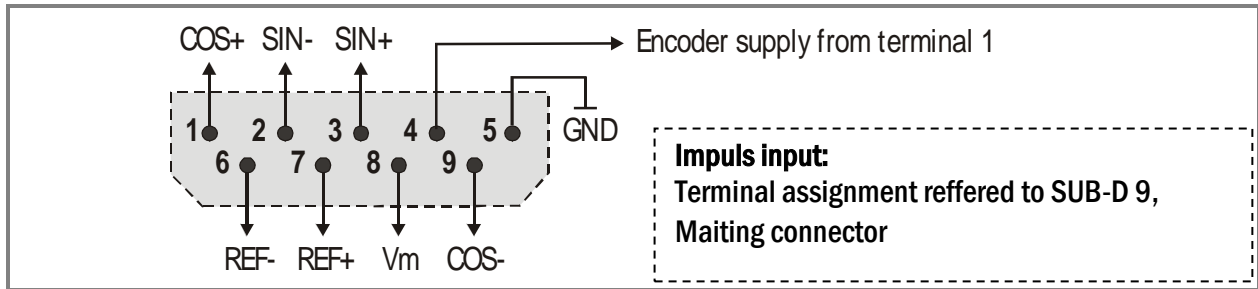 COS+ SIN- SIN+
Encoder supply from terminal 1
1 2 3 4 5
GND
6 7 8 9
REF- REF+ Vm COS-
Impuls input:
Terminal assignment reffered to SUB-D 9,
Maiting connector